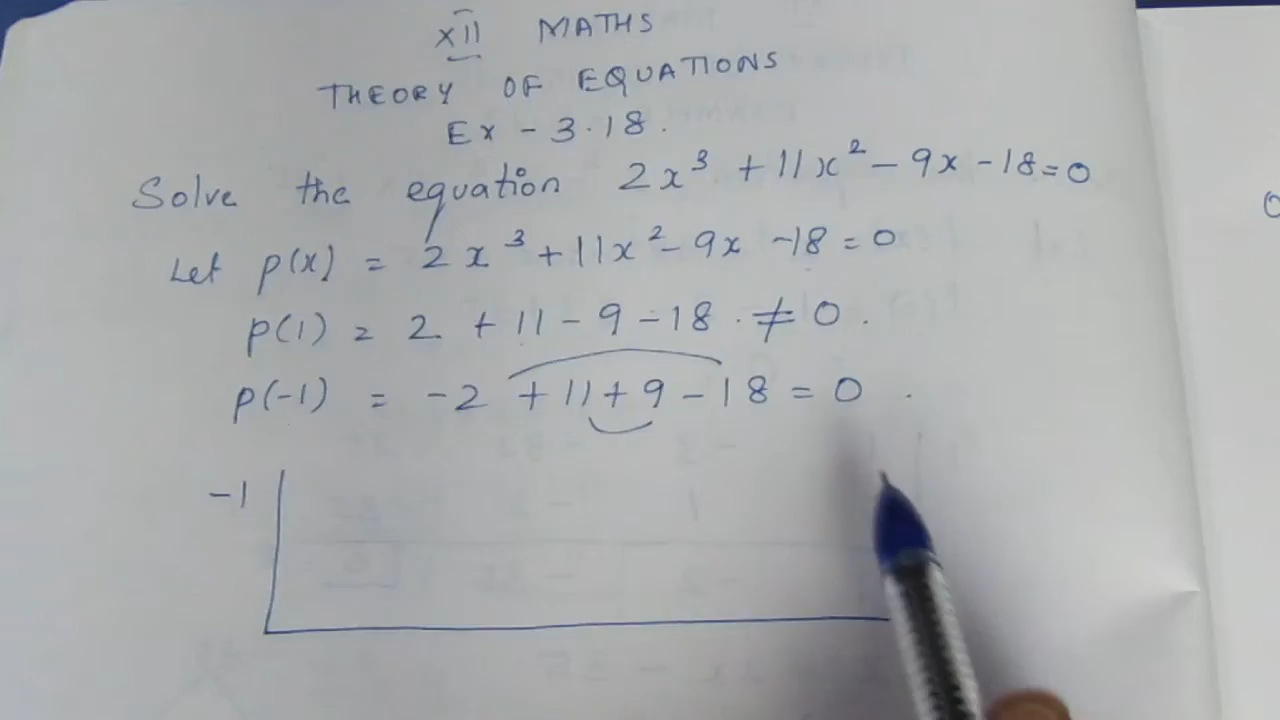 XII MATHS
THEORY OF EQUATIONS
Ex - 3.18.
Solve the equation 2x³ + 11x² - 9x - 18 = 0
Let p(x) = 2x³ + 11x² - 9x - 18 = 0
p(1) = 2 + 11 - 9 - 18 ≠ 0.
p(-1) = -2 + 11 + 9 - 18 = 0.
-1